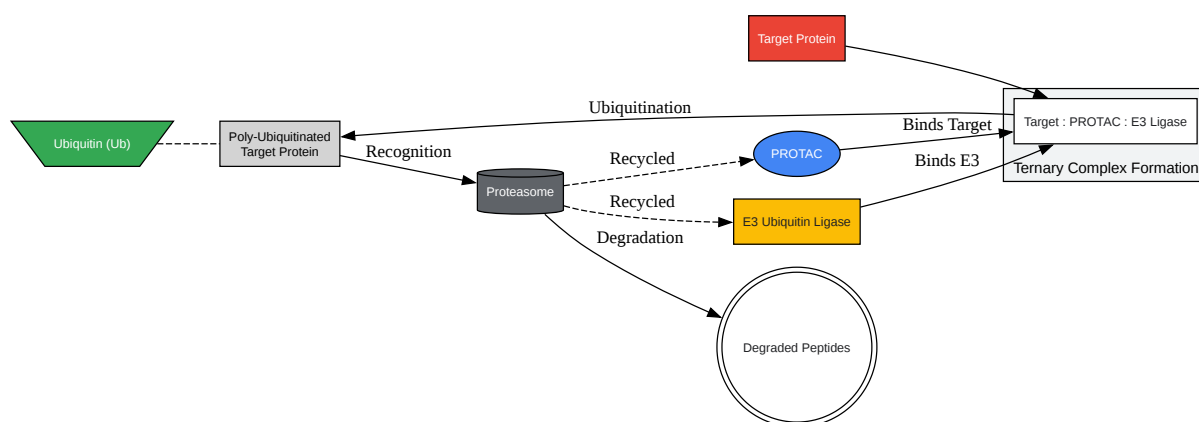 Target Protein
Ubiquitination
Binds Target
Target : PROTAC : E3 Ligase
Ubiquitin (Ub)
Poly-Ubiquitinated
Target Protein
Recognition
Recycled
PROTAC
Binds E3
Ternary Complex Formation
Proteasome
Recycled
E3 Ubiquitin Ligase
Degradation
Degraded Peptides